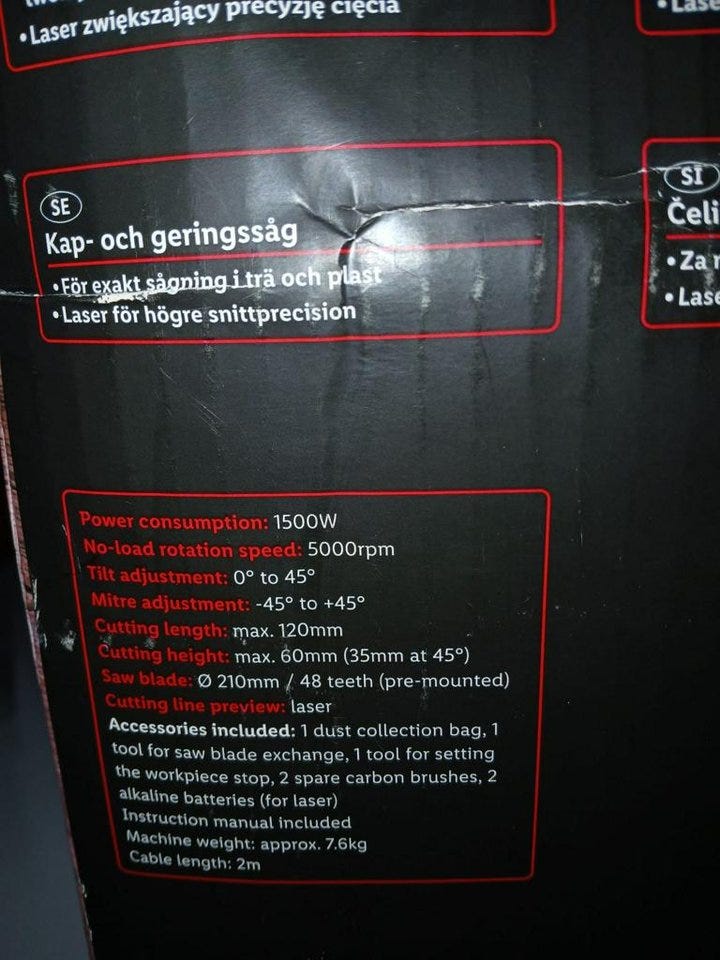 • Laser zwiększający precyzję cięcia
• Lase
SE
Kap- och geringssåg
• För exakt sågning i trä och plast
• Laser för högre snittprecision
SI
Čeli
• Za
• Lase
Power consumption: 1500W
No-load rotation speed: 5000rpm
Tilt adjustment: 0° to 45°
Mitre adjustment: -45° to +45°
Cutting length: max. 120mm
Cutting height: max. 60mm (35mm at 45°)
Saw blade: Ø 210mm / 48 teeth (pre-mounted)
Cutting line preview: laser
Accessories included: 1 dust collection bag, 1
tool for saw blade exchange, 1 tool for setting
the workpiece stop, 2 spare carbon brushes, 2
alkaline batteries (for laser)
Instruction manual included
Machine weight: approx. 7.6kg
Cable length: 2m